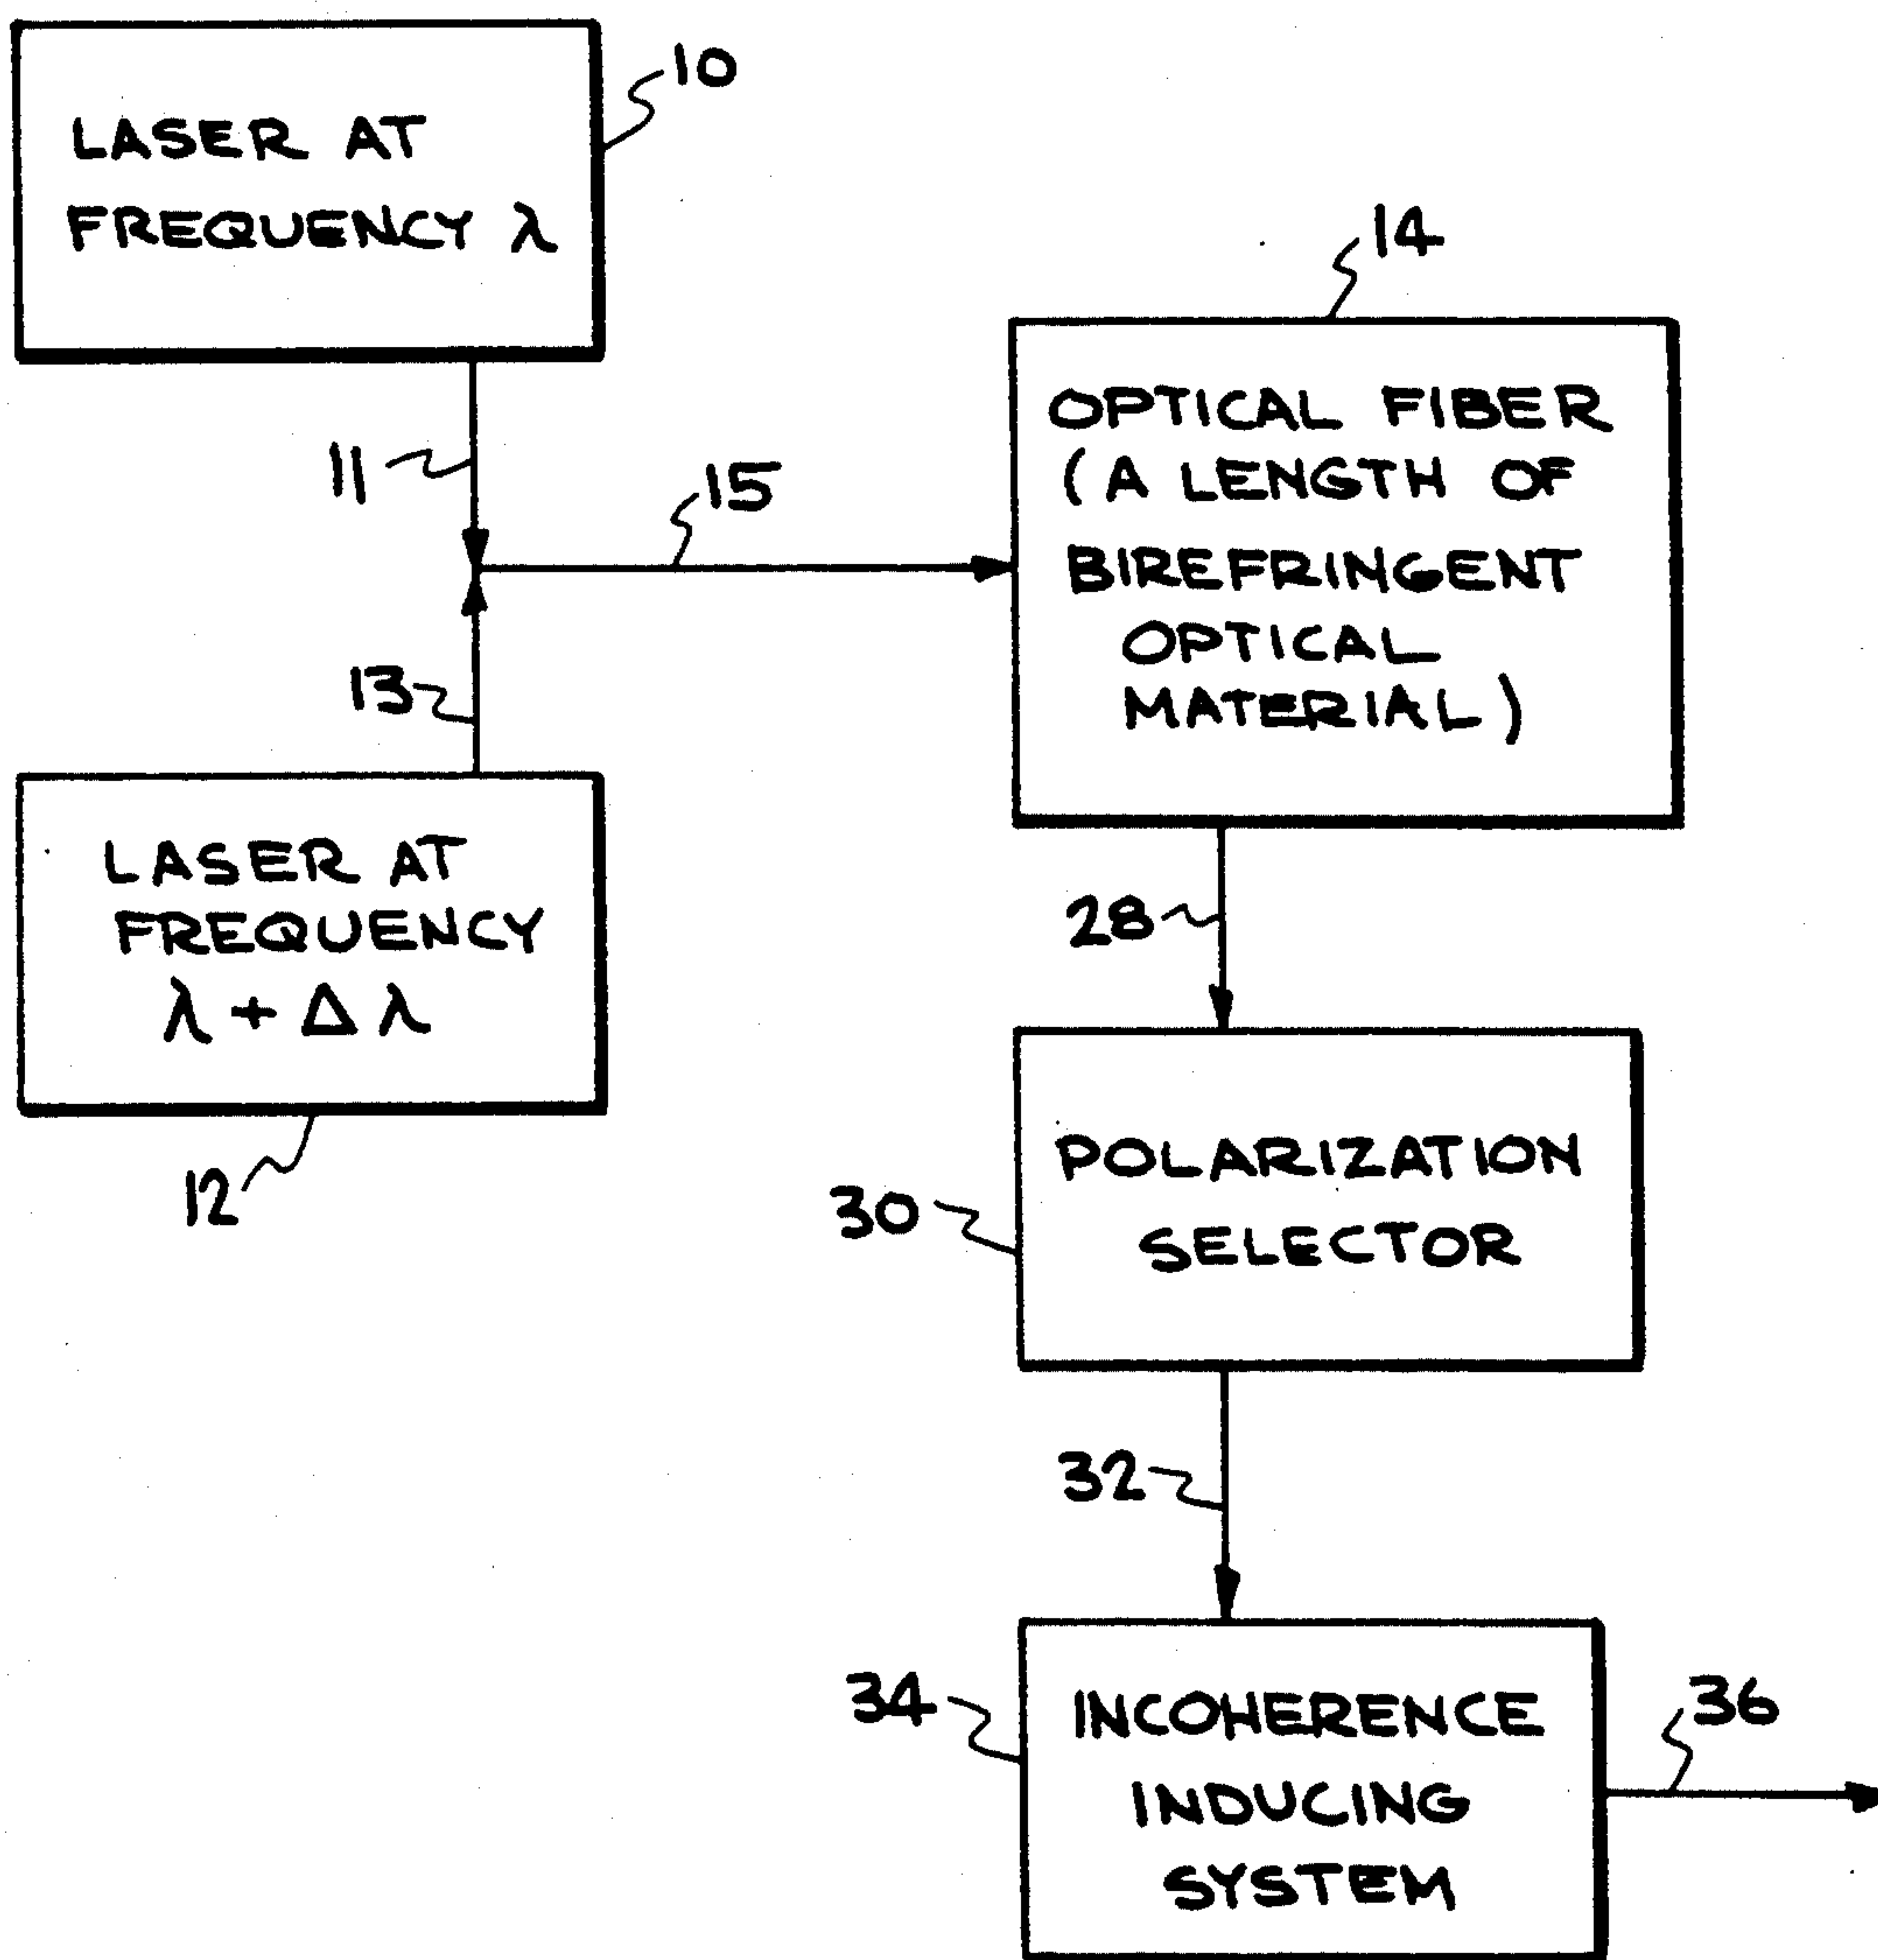 10
LASER AT
FREQUENCY λ
14
OPTICAL FIBER
(A LENGTH OF
BIREFRINGENT
OPTICAL
MATERIAL)
11
15
13
LASER AT
FREQUENCY
λ + Δ λ
12
28
POLARIZATION
SELECTOR
30
32
34
INCOHERENCE
INDUCING
SYSTEM
36